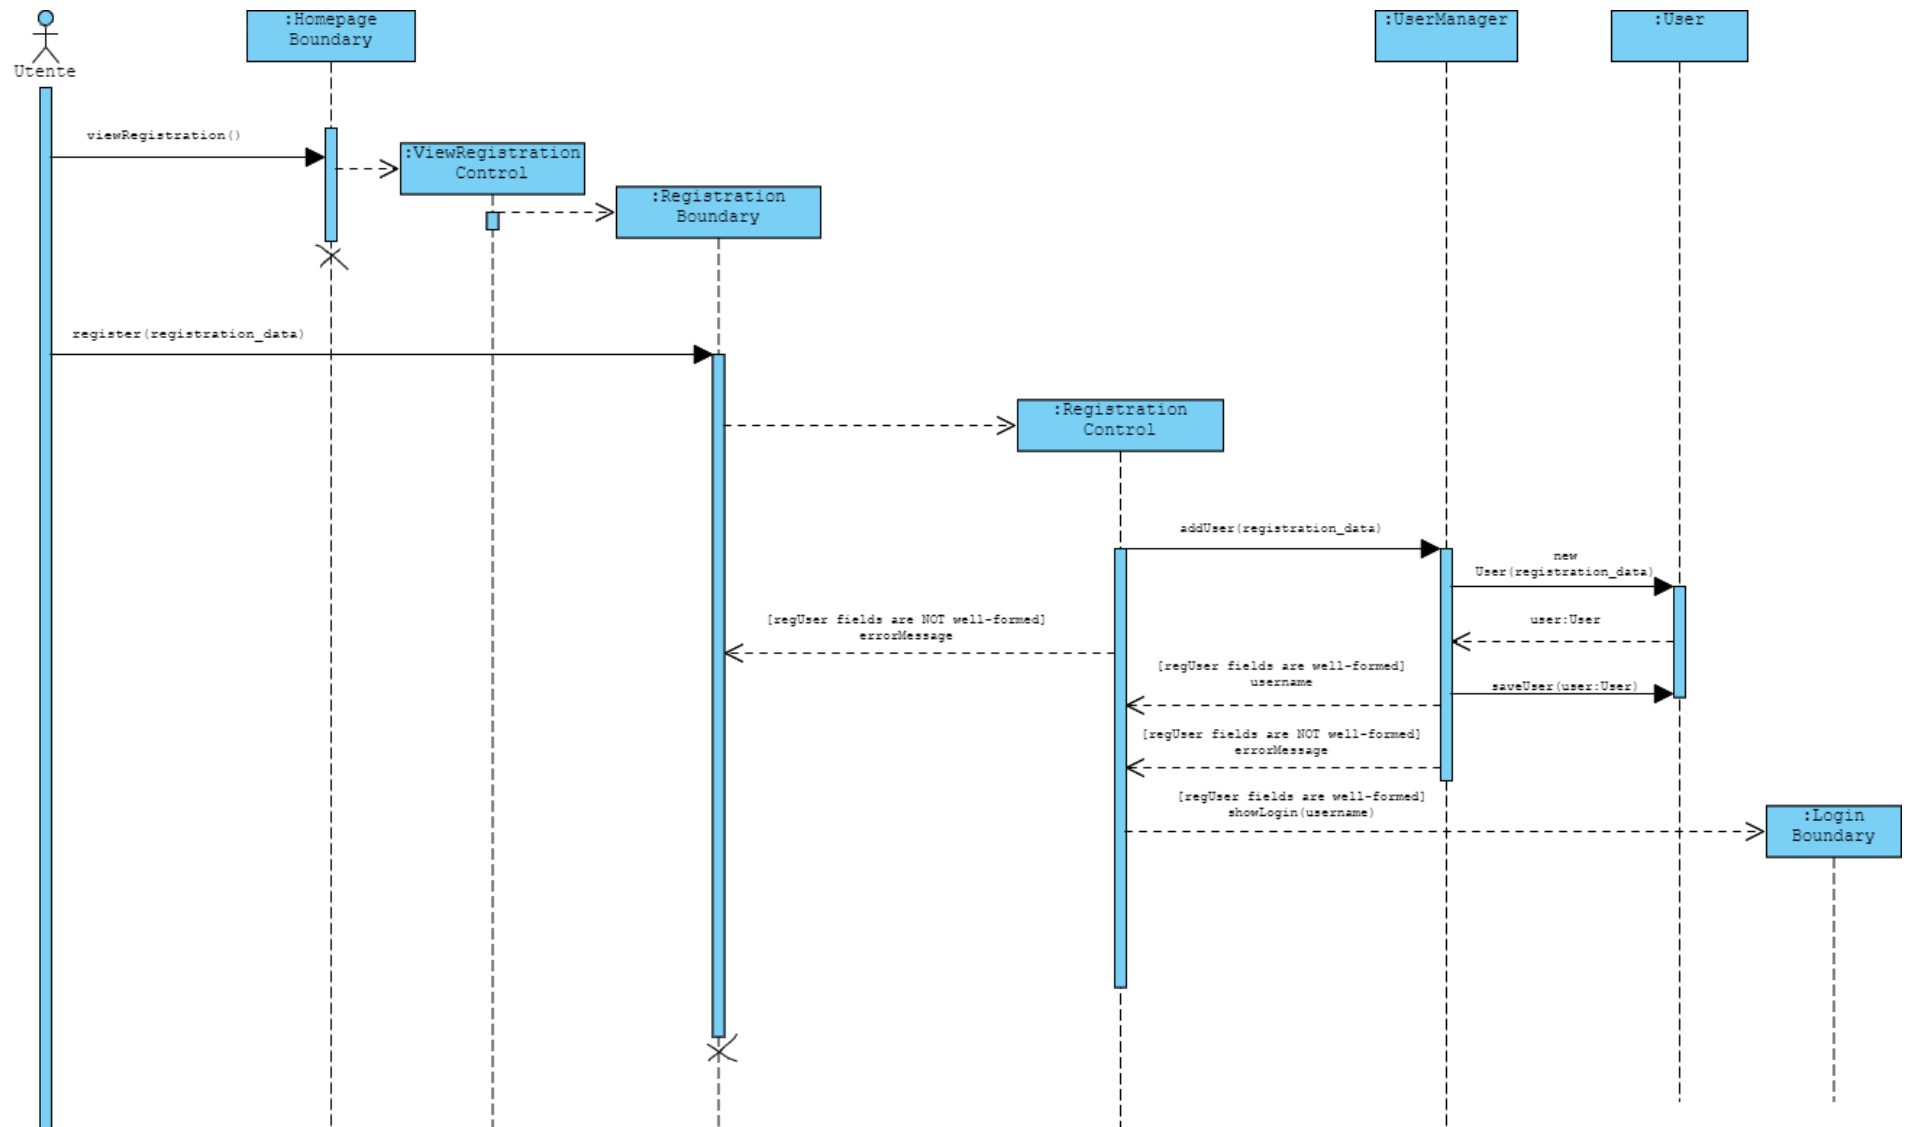 :Homepage
Boundary
:UserManager
:User
Utente
viewRegistration()
:ViewRegistration
Control
:Registration
Boundary
register(registration_data)
:Registration
Control
addUser(registration_data)
new
User(registration_data)
[regUser fields are NOT well-formed]
errorMessage
user:User
[regUser fields are well-formed]
username
saveUser(user:User)
[regUser fields are NOT well-formed]
errorMessage
[regUser fields are well-formed]
showLogin(username)
:Login
Boundary